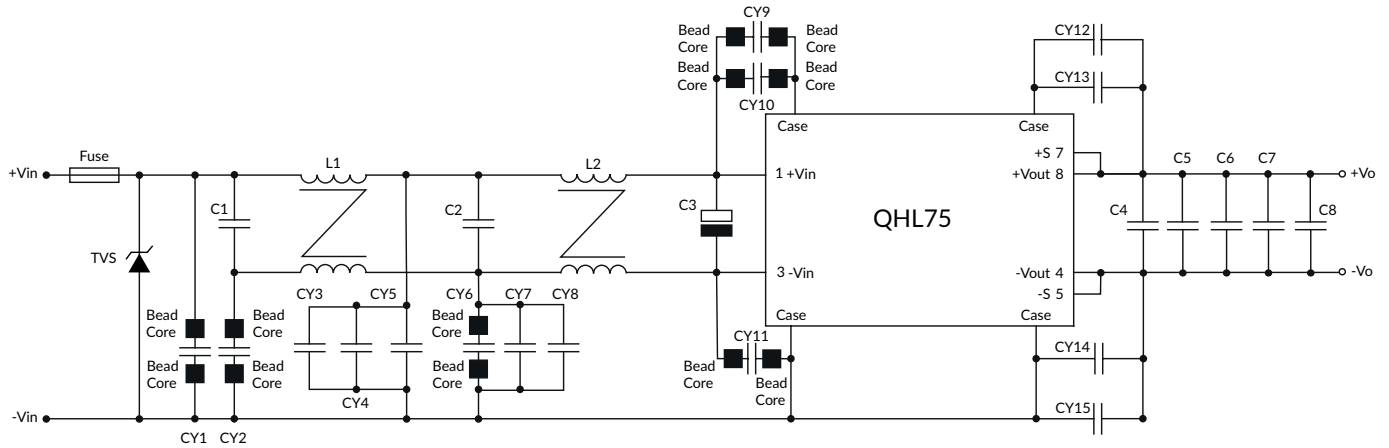 CY9
Bead
Core
Bead
Core
CY12
Bead
Core
Bead
Core
CY13
CY10
Case
Case
Fuse
L1
L2
+S 7
C5
C6
C7
+Vin
1 +Vin
+Vout 8
+Vo
C1
C2
C3
QHL75
C4
C8
TVS
3 -Vin
-Vout 4
-Vo
CY3
CY5
CY6
CY7
CY8
-S 5
Bead
Core
Bead
Core
Bead
Core
Case
Case
CY11
CY14
Bead
Core
Bead
Core
Bead
Core
Bead
Core
Bead
Core
CY4
-Vin
CY15
CY1
CY2